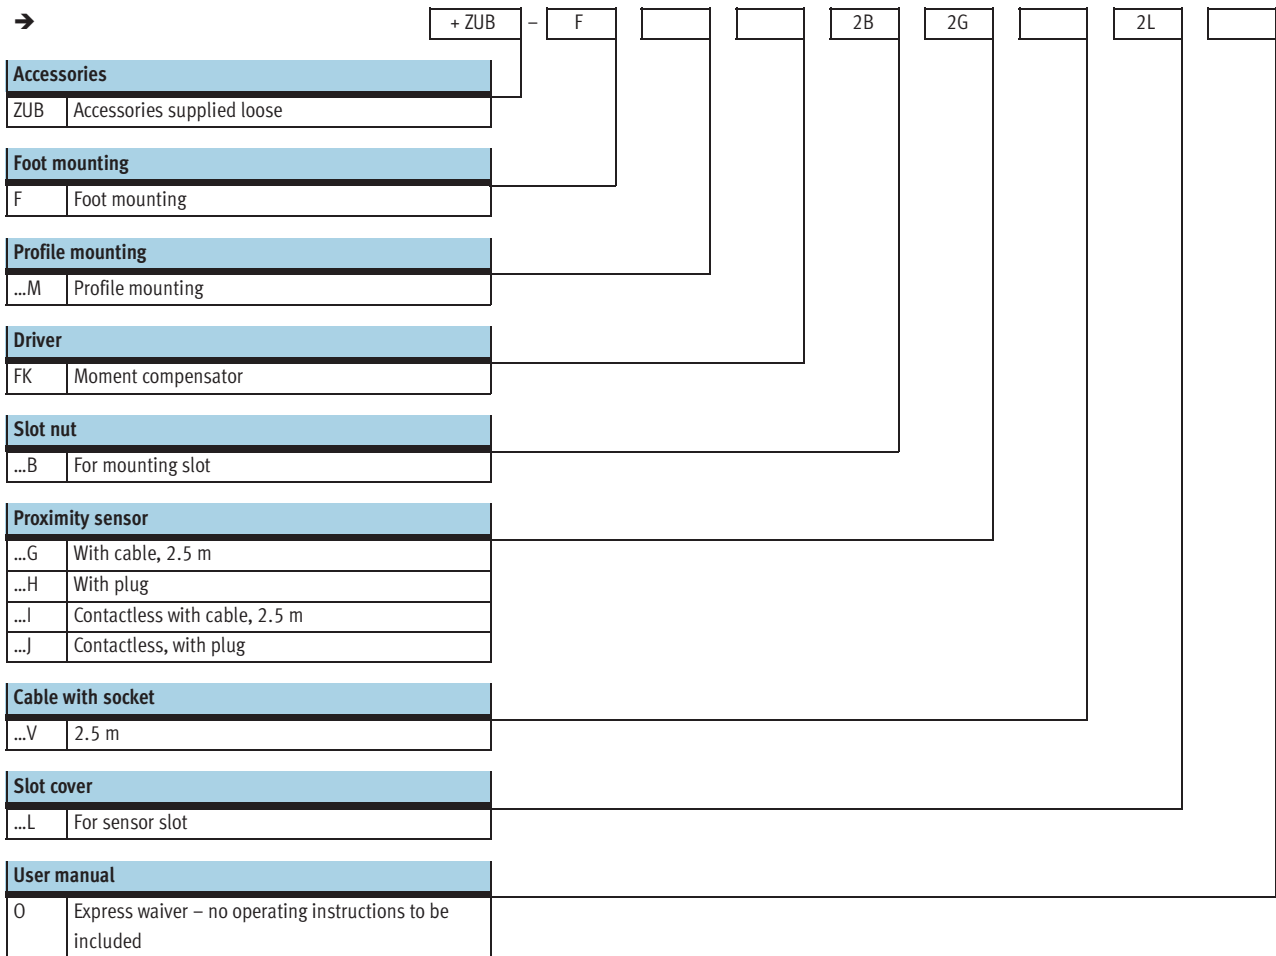 ➔ + ZUB – F 2B 2G 2L
Accessories
ZUB Accessories supplied loose
Foot mounting
F Foot mounting
Profile mounting
...M Profile mounting
Driver
FK Moment compensator
Slot nut
...B For mounting slot
Proximity sensor
...G With cable, 2.5 m
...H With plug
...I Contactless with cable, 2.5 m
...J Contactless, with plug
Cable with socket
...V 2.5 m
Slot cover
...L For sensor slot
User manual
O Express waiver – no operating instructions to be
included